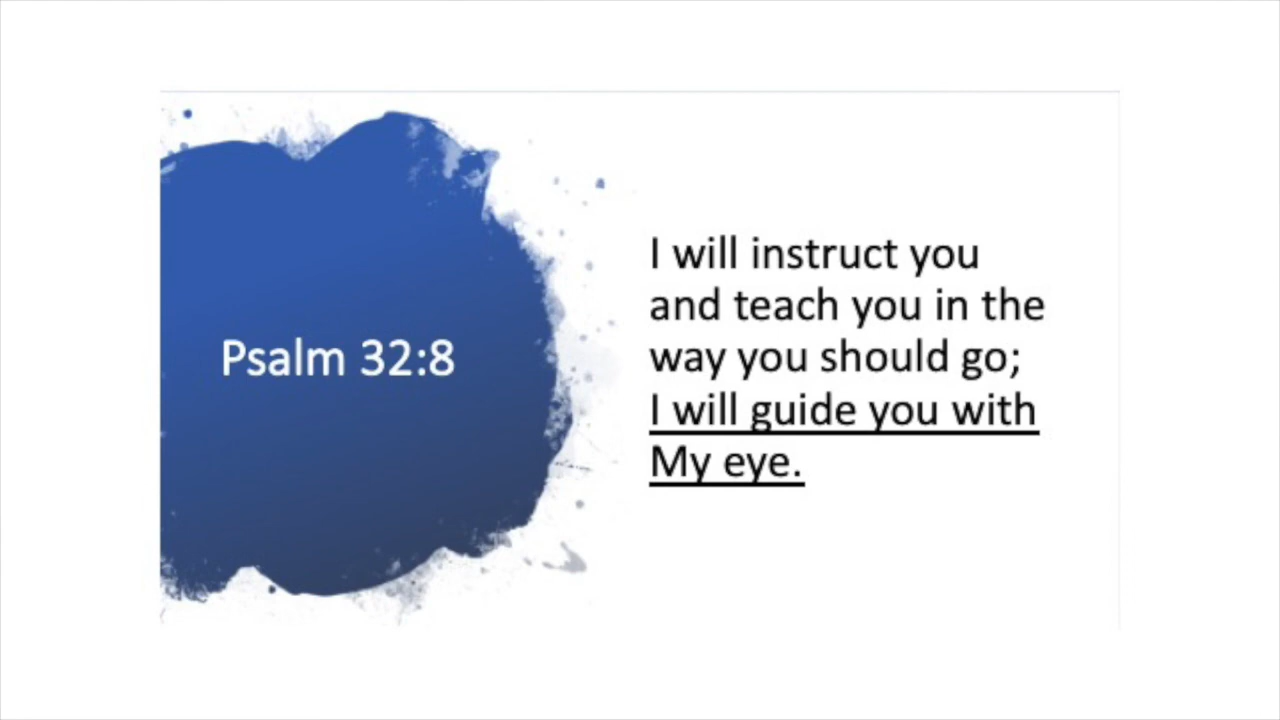 Psalm 32:8
I will instruct you
and teach you in the
way you should go;
I will guide you with
My eye.